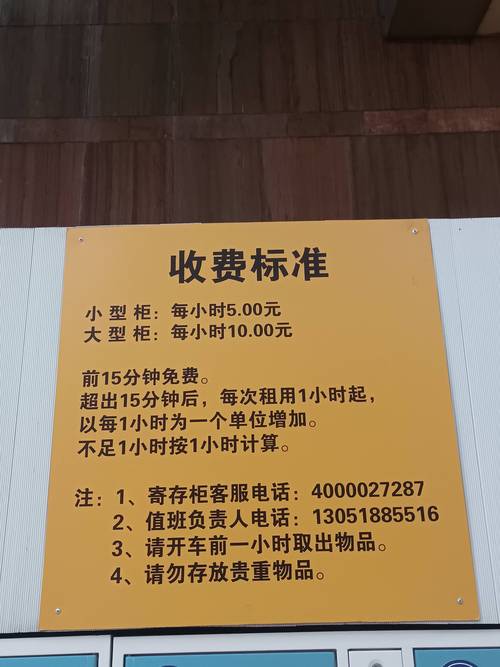 收费标准
小型柜：每小时5.00元
大型柜：每小时10.00元
前15分钟免费。
超出15分钟后，每次租用1小时起，
以每1小时为一个单位增加。
不足1小时按1小时计算。
注：1、寄存柜客服电话：4000027287
2、值班负责人电话：13051885516
3、请开车前一小时取出物品。
4、请勿存放贵重物品。